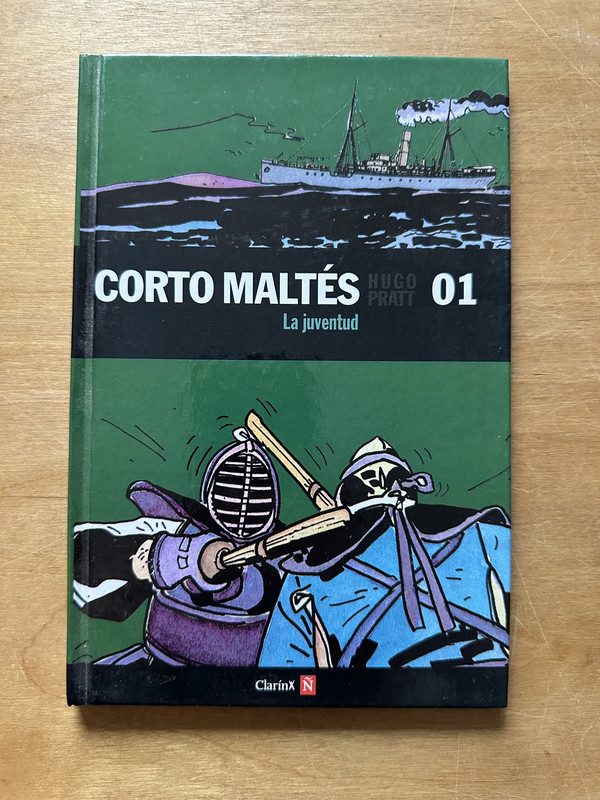 CORTO MALTÉS HUGO PRATT 01
La juventud
ClarínX Ñ